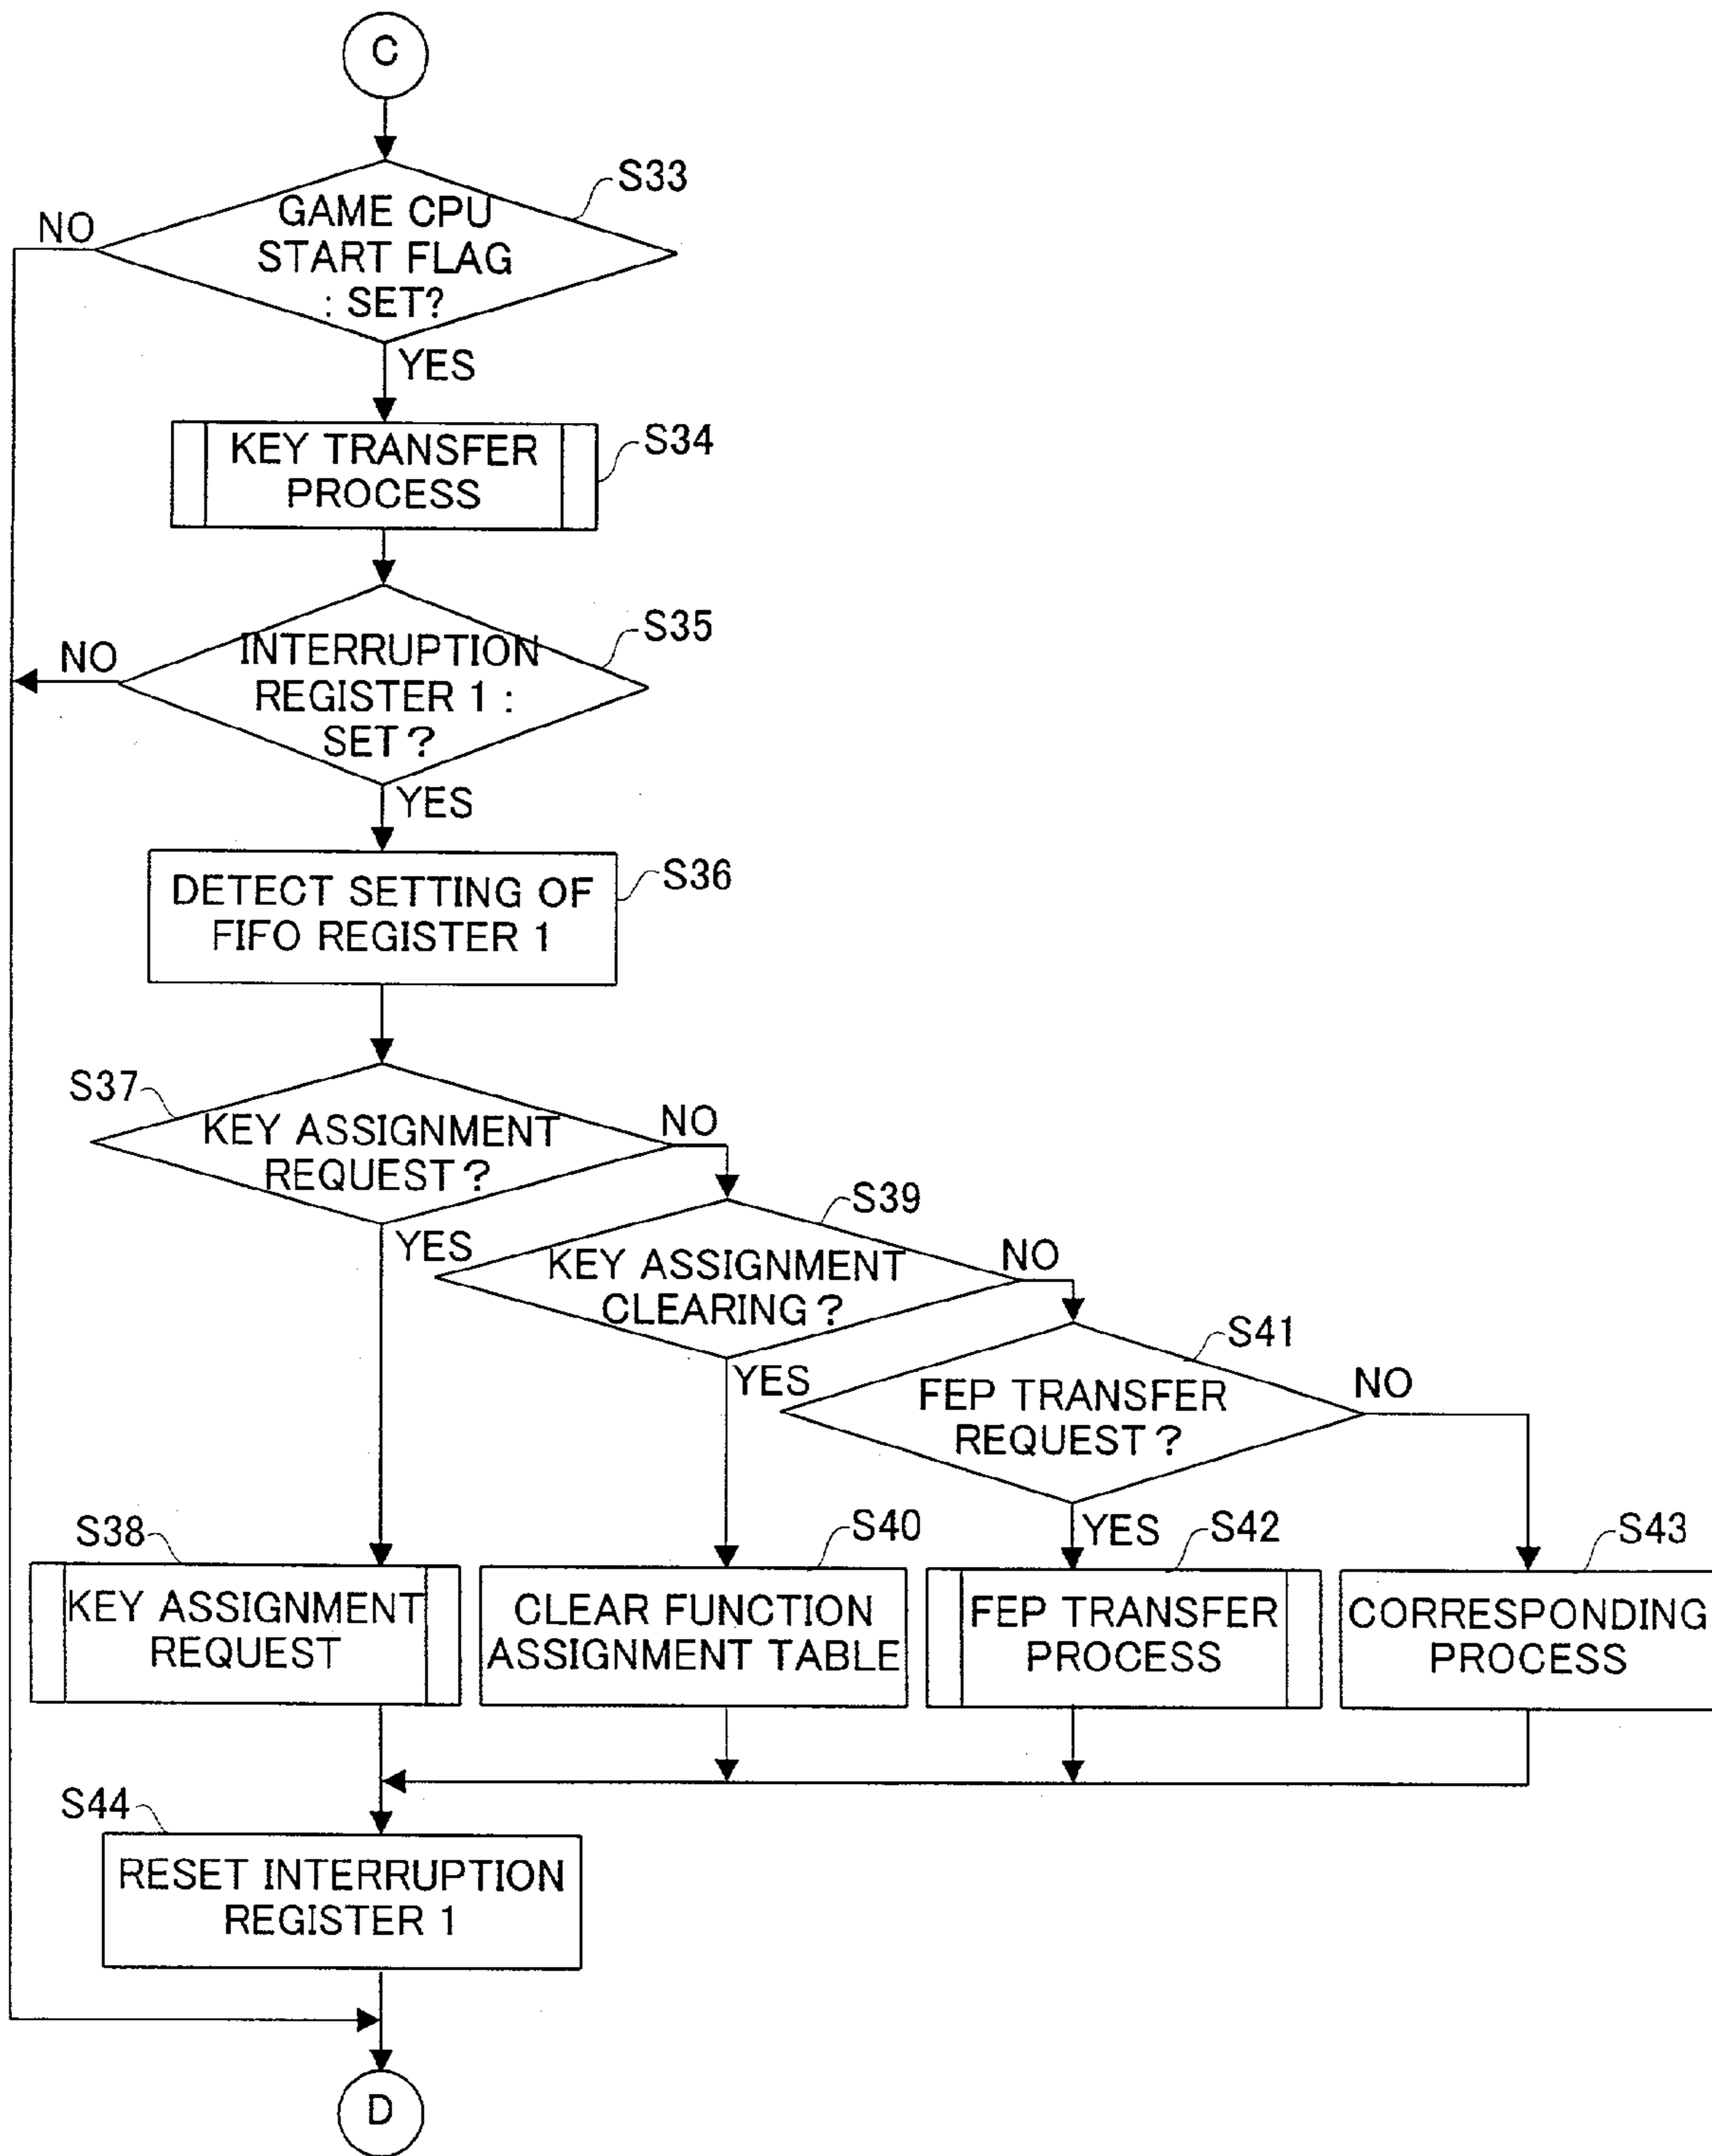 C
S33
GAME CPU
START FLAG
: SET?
NO
YES
KEY TRANSFER
PROCESS
S34
S35
INTERRUPTION
REGISTER 1 :
SET ?
NO
YES
DETECT SETTING OF
FIFO REGISTER 1
S36
S37
KEY ASSIGNMENT
REQUEST ?
NO
YES
S39
KEY ASSIGNMENT
CLEARING ?
NO
YES
S41
FEP TRANSFER
REQUEST ?
NO
YES
S38
KEY ASSIGNMENT
REQUEST
S40
CLEAR FUNCTION
ASSIGNMENT TABLE
S42
FEP TRANSFER
PROCESS
S43
CORRESPONDING
PROCESS
S44
RESET INTERRUPTION
REGISTER 1
D